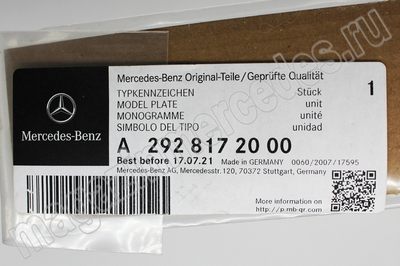 Mercedes-Benz
Mercedes-Benz Original-Teile/Geprüfte Qualität
TYPKENNZEICHEN Stück 1
MODEL PLATE unit
MONOGRAMME unité
SIMBOLO DEL TIPO unidad
A 292 817 20 00
Best before 17.07.21 Made in GERMANY 0060/2007/17595
Mercedes-Benz AG, Mercedesstr. 120, 70372 Stuttgart, Germany
More information on
http://p.mb-qr.com/